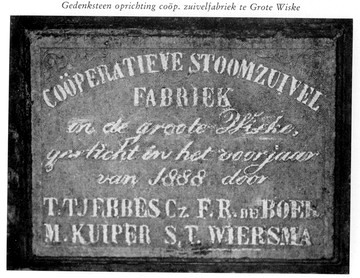 Gedenksteen oprichting coöp. zuivelfabriek te Grote Wiske
COÖPERATIEVE STOOMZUIVEL
FABRIEK
in de groote Wiske,
gesticht in het voorjaar
van 1888 door
T. TJEBBES Cz. F. R. DE BOER.
M. KUIPER S. T. WIERSMA